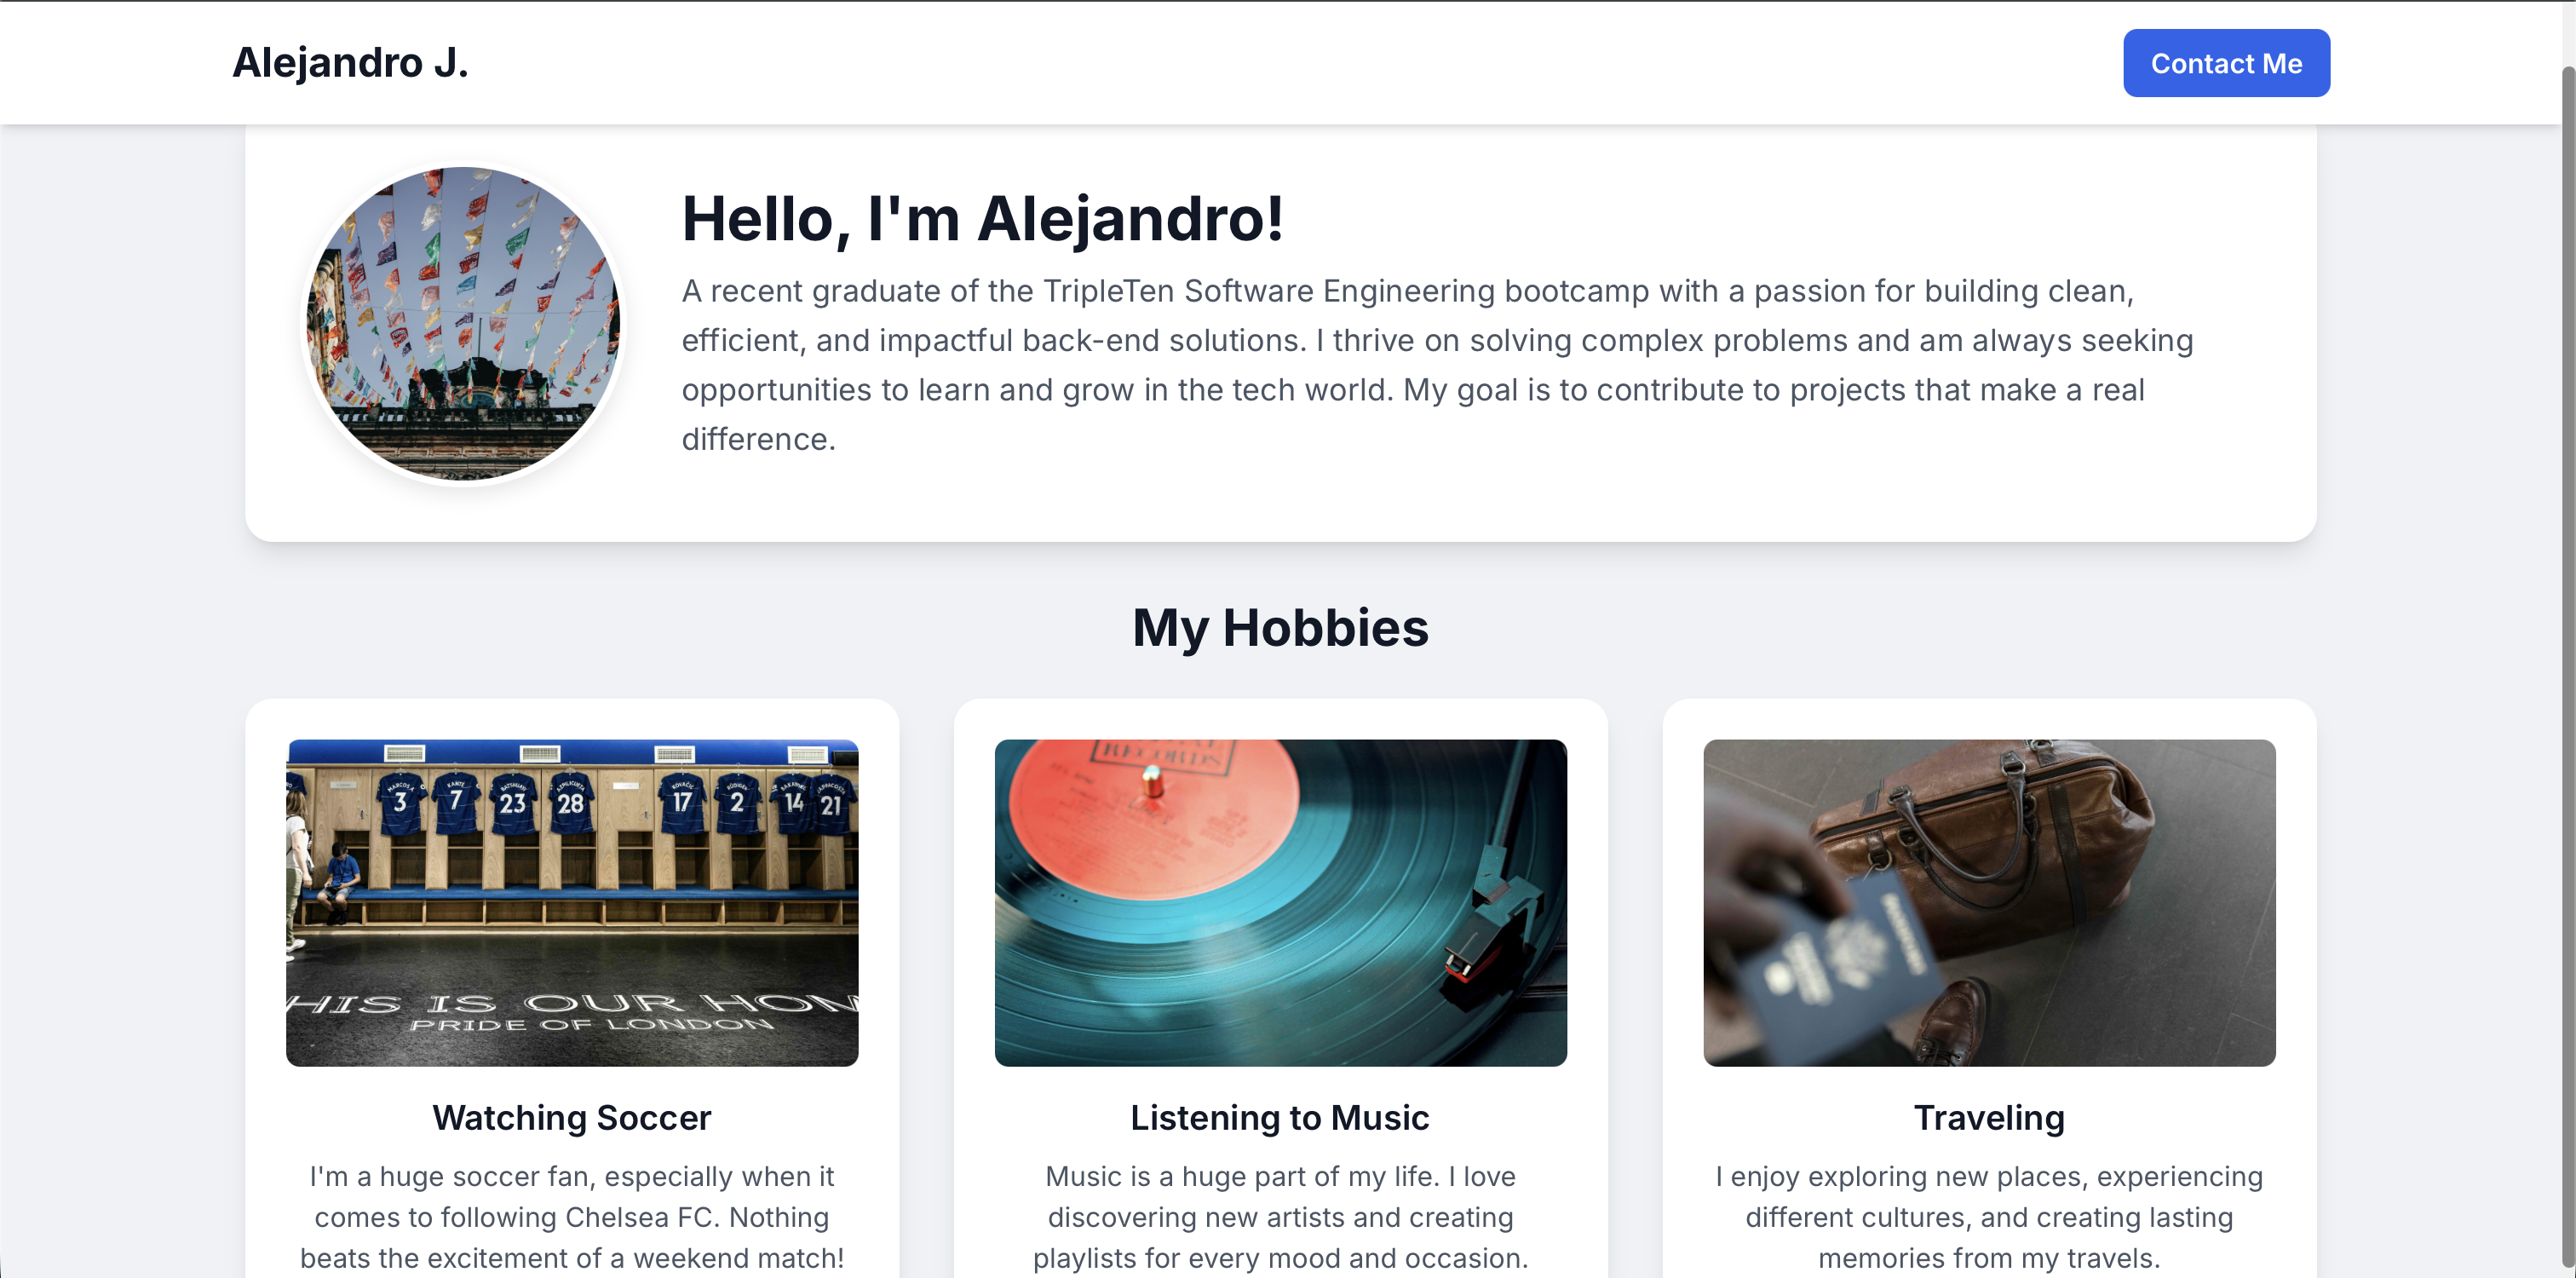 Alejandro J.
Contact Me
Hello, I'm Alejandro!
A recent graduate of the TripleTen Software Engineering bootcamp with a passion for building clean,
efficient, and impactful back-end solutions. I thrive on solving complex problems and am always seeking
opportunities to learn and grow in the tech world. My goal is to contribute to projects that make a real
difference.
My Hobbies
3
7
23
28
17
2
14
21
HIS IS OUR HOM
PRIDE OF LONDON
RECORDS
PASSPORT
Watching Soccer
I'm a huge soccer fan, especially when it
comes to following Chelsea FC. Nothing
beats the excitement of a weekend match!
Listening to Music
Music is a huge part of my life. I love
discovering new artists and creating
playlists for every mood and occasion.
Traveling
I enjoy exploring new places, experiencing
different cultures, and creating lasting
memories from my travels.